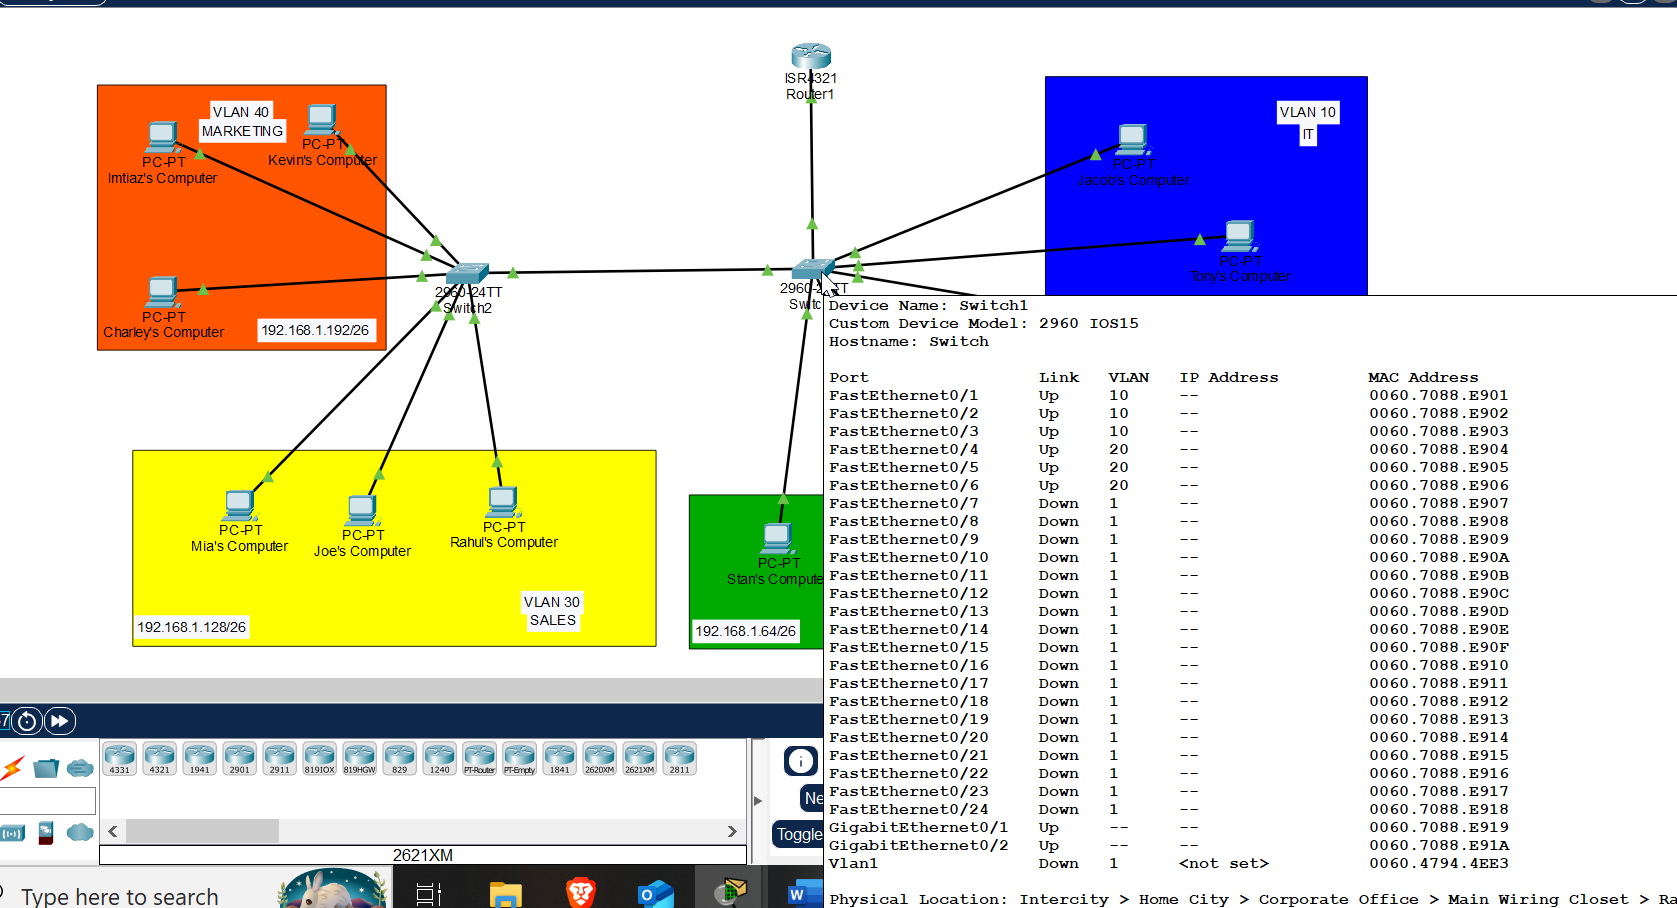 ISR4321
Router1
VLAN 40
MARKETING
PC-PT
Kevin's Computer
PC-PT
Imtiaz's Computer
PC-PT
Charley's Computer
192.168.1.192/26
2960-24TT
Switch2
VLAN 10
IT
PC-PT
Jacob's Computer
PC-PT
Tony's Computer
PC-PT
Mia's Computer
PC-PT
Joe's Computer
PC-PT
Rahul's Computer
VLAN 30
SALES
192.168.1.128/26
PC-PT
Stan's Compute
192.168.1.64/26
Device Name: Switch1
Custom Device Model: 2960 IOS15
Hostname: Switch
Port Link VLAN IP Address MAC Address
FastEthernet0/1 Up 10 -- 0060.7088.E901
FastEthernet0/2 Up 10 -- 0060.7088.E902
FastEthernet0/3 Up 10 -- 0060.7088.E903
FastEthernet0/4 Up 20 -- 0060.7088.E904
FastEthernet0/5 Up 20 -- 0060.7088.E905
FastEthernet0/6 Up 20 -- 0060.7088.E906
FastEthernet0/7 Down 1 -- 0060.7088.E907
FastEthernet0/8 Down 1 -- 0060.7088.E908
FastEthernet0/9 Down 1 -- 0060.7088.E909
FastEthernet0/10 Down 1 -- 0060.7088.E90A
FastEthernet0/11 Down 1 -- 0060.7088.E90B
FastEthernet0/12 Down 1 -- 0060.7088.E90C
FastEthernet0/13 Down 1 -- 0060.7088.E90D
FastEthernet0/14 Down 1 -- 0060.7088.E90E
FastEthernet0/15 Down 1 -- 0060.7088.E90F
FastEthernet0/16 Down 1 -- 0060.7088.E910
FastEthernet0/17 Down 1 -- 0060.7088.E911
FastEthernet0/18 Down 1 -- 0060.7088.E912
FastEthernet0/19 Down 1 -- 0060.7088.E913
FastEthernet0/20 Down 1 -- 0060.7088.E914
FastEthernet0/21 Down 1 -- 0060.7088.E915
FastEthernet0/22 Down 1 -- 0060.7088.E916
FastEthernet0/23 Down 1 -- 0060.7088.E917
FastEthernet0/24 Down 1 -- 0060.7088.E918
GigabitEthernet0/1 Up -- -- 0060.7088.E919
GigabitEthernet0/2 Up -- -- 0060.7088.E91A
Vlan1 Down 1 <not set> 0060.4794.4EE3
Physical Location: Intercity > Home City > Corporate Office > Main Wiring Closet > Ra
7
4331 4321 1941 2901 2911 819IOX 819HGW 829 1240 PT-Router PT-Empty 1841 2620XM 2621XM 2811
Ne
Toggle
2621XM
Type here to search